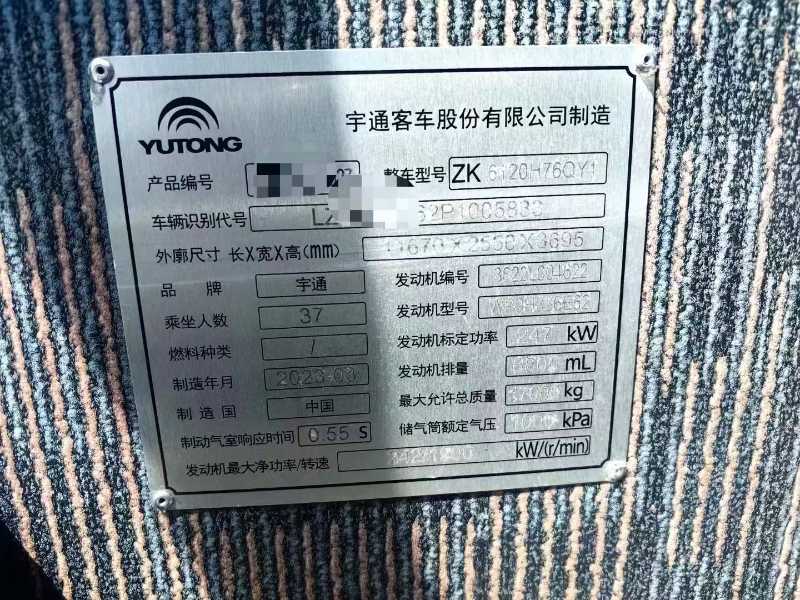 YUTONG
宇通客车股份有限公司制造
产品编号
整车型号 ZK 6120H76QY1
车辆识别代号
外廓尺寸 长X宽X高(mm) 11670X2550X3695
品 牌 宇通 发动机编号
乘坐人数 37 发动机型号
燃料种类 / 发动机标定功率 247 kW
制造年月 2023-03 发动机排量 mL
制造国 中国 最大允许总质量 kg
制动气室响应时间 0.55 S 储气筒额定气压 1000 kPa
发动机最大净功率/转速 kW/(r/min)